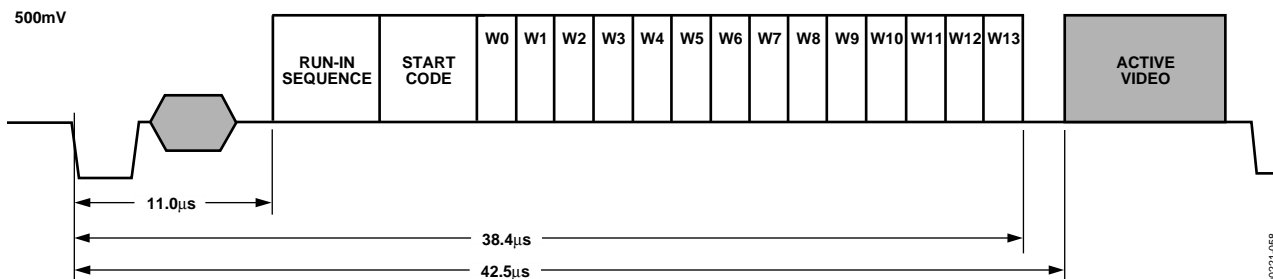 500mV
RUN-IN
SEQUENCE
START
CODE
W0 W1 W2 W3 W4 W5 W6 W7 W8 W9 W10 W11 W12 W13
ACTIVE
VIDEO
11.0μs
38.4μs
42.5μs